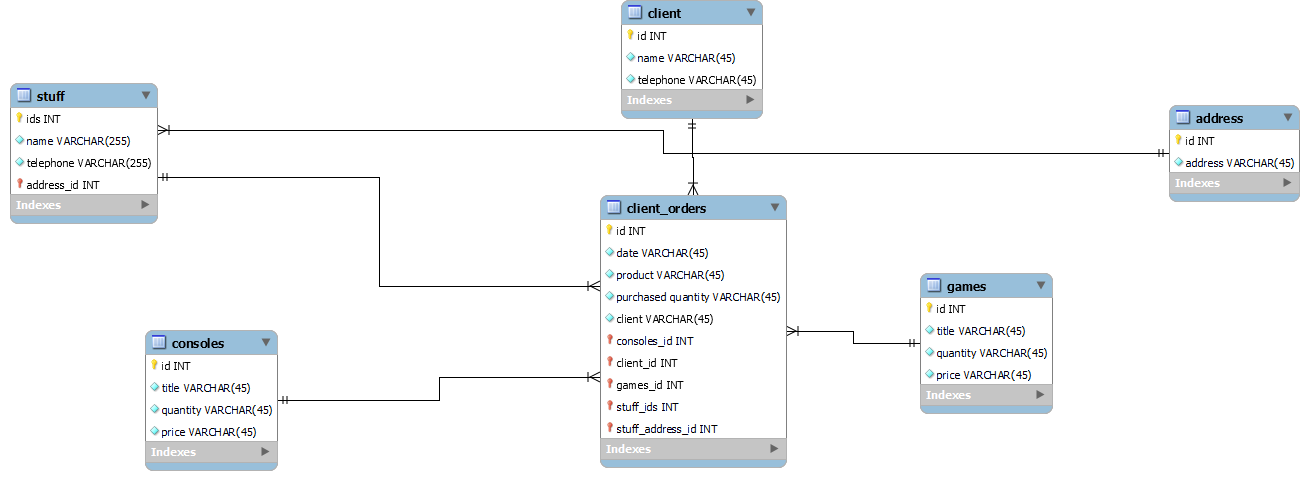 client
id INT
name VARCHAR(45)
telephone VARCHAR(45)
Indexes
stuff
ids INT
name VARCHAR(255)
telephone VARCHAR(255)
address_id INT
Indexes
address
id INT
address VARCHAR(45)
Indexes
client_orders
id INT
date VARCHAR(45)
product VARCHAR(45)
purchased quantity VARCHAR(45)
client VARCHAR(45)
consoles_id INT
client_id INT
games_id INT
stuff_ids INT
stuff_address_id INT
Indexes
games
id INT
title VARCHAR(45)
quantity VARCHAR(45)
price VARCHAR(45)
Indexes
consoles
id INT
title VARCHAR(45)
quantity VARCHAR(45)
price VARCHAR(45)
Indexes